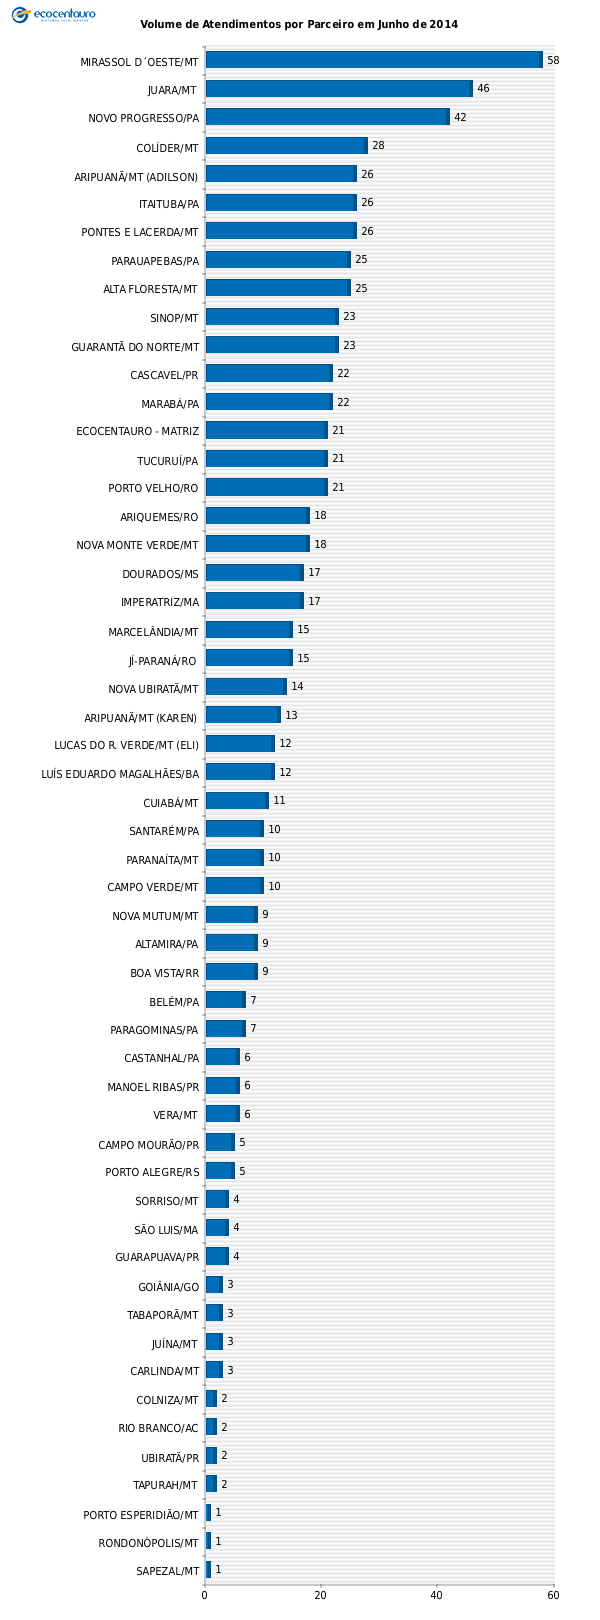 ecocentauro
Volume de Atendimentos por Parceiro em Junho de 2014
MIRASSOL D´OESTE/MT 58
JUARA/MT 46
NOVO PROGRESSO/PA 42
COLÍDER/MT 28
ARIPUANÃ/MT (ADILSON) 26
ITAITUBA/PA 26
PONTES E LACERDA/MT 26
PARAUAPEBAS/PA 25
ALTA FLORESTA/MT 25
SINOP/MT 23
GUARANTÃ DO NORTE/MT 23
CASCAVEL/PR 22
MARABÁ/PA 22
ECOCENTAURO - MATRIZ 21
TUCURUÍ/PA 21
PORTO VELHO/RO 21
ARIQUEMES/RO 18
NOVA MONTE VERDE/MT 18
DOURADOS/MS 17
IMPERATRIZ/MA 17
MARCELÂNDIA/MT 15
JÍ-PARANÁ/RO 15
NOVA UBIRATÃ/MT 14
ARIPUANÃ/MT (KAREN) 13
LUCAS DO R. VERDE/MT (ELI) 12
LUÍS EDUARDO MAGALHÃES/BA 12
CUIABÁ/MT 11
SANTARÉM/PA 10
PARANAÍTA/MT 10
CAMPO VERDE/MT 10
NOVA MUTUM/MT 9
ALTAMIRA/PA 9
BOA VISTA/RR 9
BELÉM/PA 7
PARAGOMINAS/PA 7
CASTANHAL/PA 6
MANOEL RIBAS/PR 6
VERA/MT 6
CAMPO MOURÃO/PR 5
PORTO ALEGRE/RS 5
SORRISO/MT 4
SÃO LUIS/MA 4
GUARAPUAVA/PR 4
GOIÂNIA/GO 3
TABAPORÃ/MT 3
JUÍNA/MT 3
CARLINDA/MT 3
COLNIZA/MT 2
RIO BRANCO/AC 2
UBIRATÃ/PR 2
TAPURAH/MT 2
PORTO ESPERIDIÃO/MT 1
RONDONÓPOLIS/MT 1
SAPEZAL/MT 1
0 20 40 60